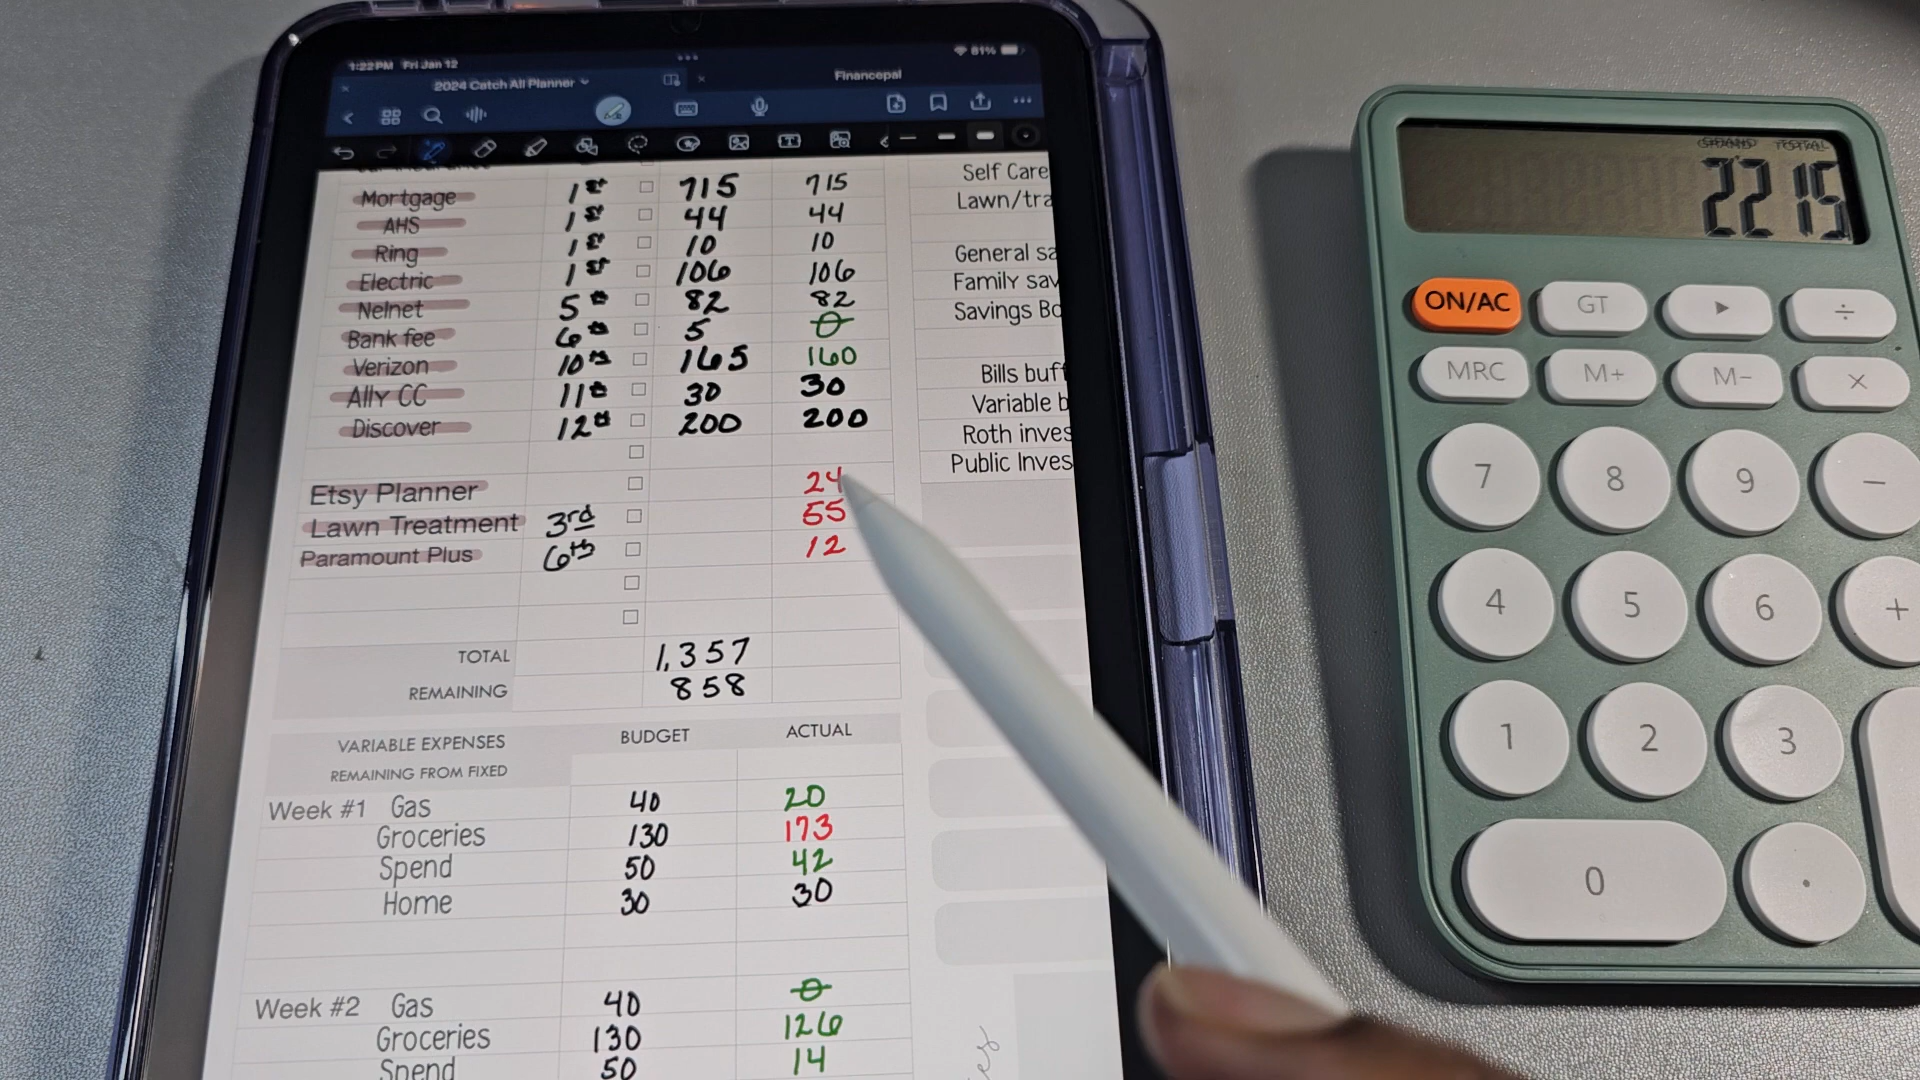 1:22 PM Fri Jan 12 81%
2024 Catch All Planner Financepal
Mortgage 1st 715 715
AHS 1st 44 44
Ring 1st 10 10
Electric 1st 106 106
Nelnet 5th 82 82
Bank fee 6th 5 0
Verizon 10th 165 160
Ally CC 11th 30 30
Discover 12th 200 200
Etsy Planner 24
Lawn Treatment 3rd 55
Paramount Plus 6th 12
TOTAL 1,357
REMAINING 858
VARIABLE EXPENSES BUDGET ACTUAL
REMAINING FROM FIXED
Week #1 Gas 40 20
Groceries 130 173
Spend 50 42
Home 30 30
Week #2 Gas 40 0
Groceries 130 126
Spend 50 14
Self Care
Lawn/tra
General sa
Family sav
Savings Bo
Bills buf
Variable b
Roth inves
Public Inves
2215
ON/AC GT ▶ ÷
MRC M+ M- ×
7 8 9 -
4 5 6 +
1 2 3
0 .